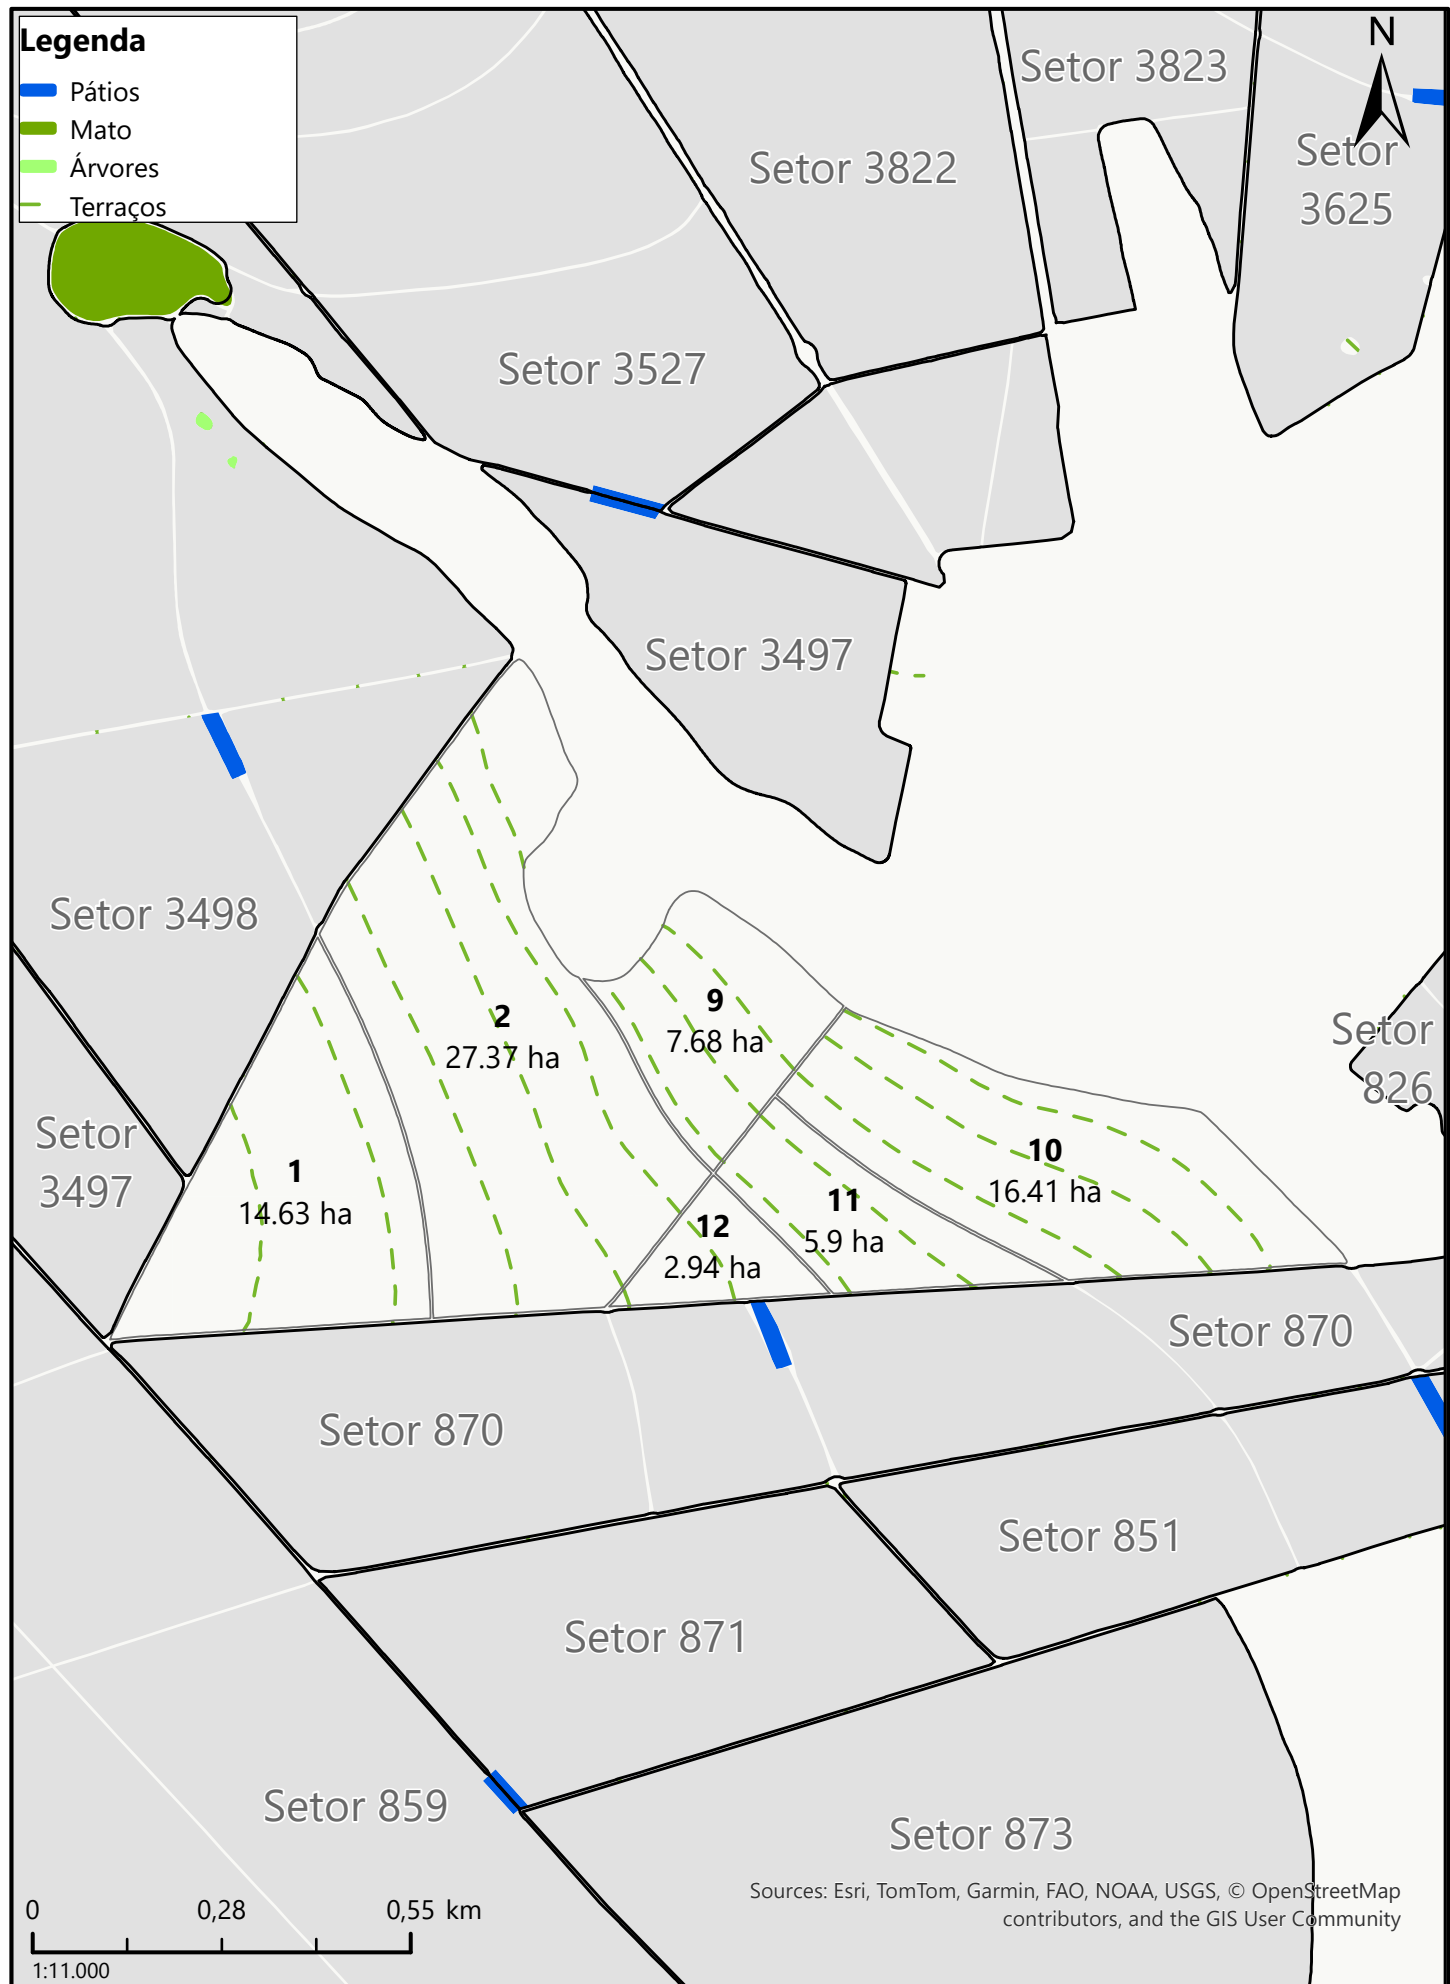 Legenda
Pátios
Mato
Árvores
Terraços
N
Setor 3823
Setor 3822
Setor
3625
Setor 3527
Setor 3497
Setor 3498
Setor
3497
Setor
826
1
14.63 ha
2
27.37 ha
9
7.68 ha
10
16.41 ha
11
5.9 ha
12
2.94 ha
Setor 870
Setor 870
Setor 851
Setor 871
Setor 859
Setor 873
Sources: Esri, TomTom, Garmin, FAO, NOAA, USGS, © OpenStreetMap
contributors, and the GIS User Community
0 0,28 0,55 km
1:11.000